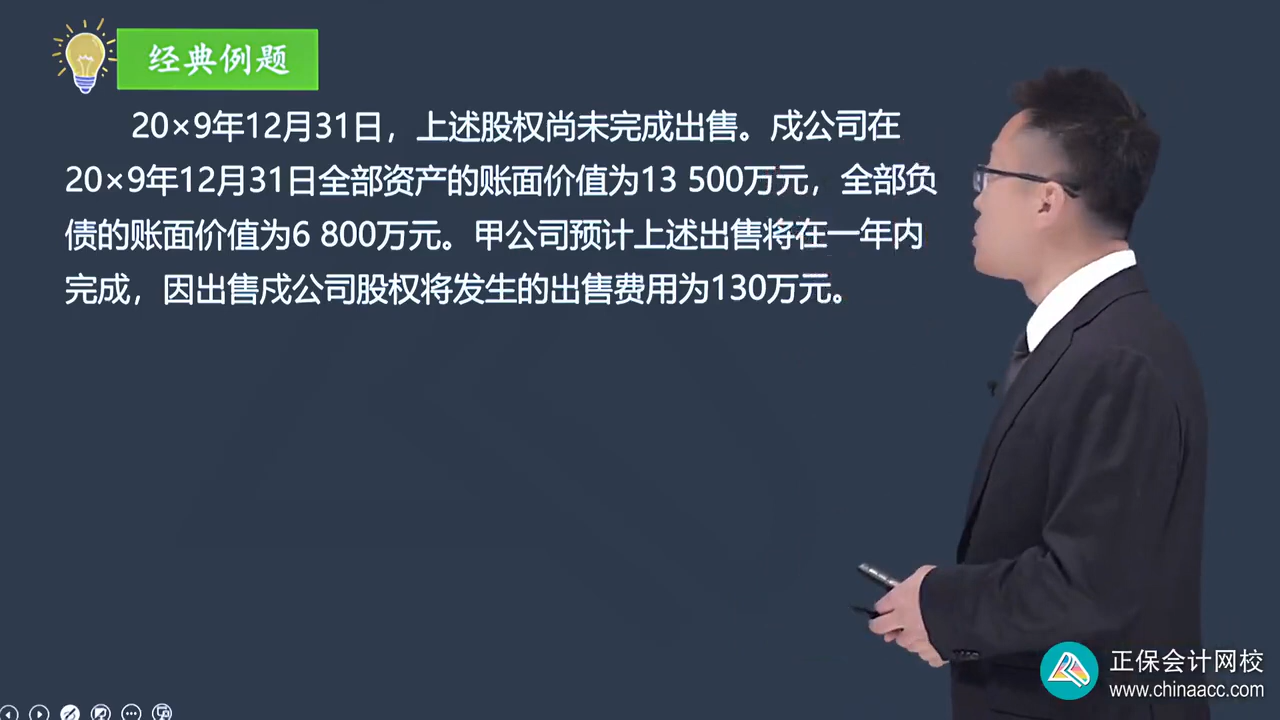 经典例题
20×9年12月31日，上述股权尚未完成出售。戍公司在
20×9年12月31日全部资产的账面价值为13 500万元，全部负
债的账面价值为6 800万元。甲公司预计上述出售将在一年内
完成，因出售戍公司股权将发生的出售费用为130万元。
正保会计网校
www.chinaacc.com